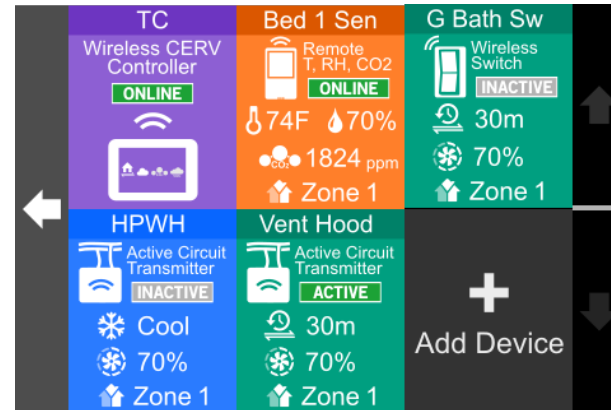 TC
Wireless CERV
Controller
ONLINE
Bed 1 Sen
Remote
T, RH, CO2
ONLINE
74F 70%
CO2 1824 ppm
Zone 1
G Bath Sw
Wireless
Switch
INACTIVE
30m
70%
Zone 1
HPWH
Active Circuit
Transmitter
INACTIVE
Cool
70%
Zone 1
Vent Hood
Active Circuit
Transmitter
ACTIVE
30m
70%
Zone 1
Add Device